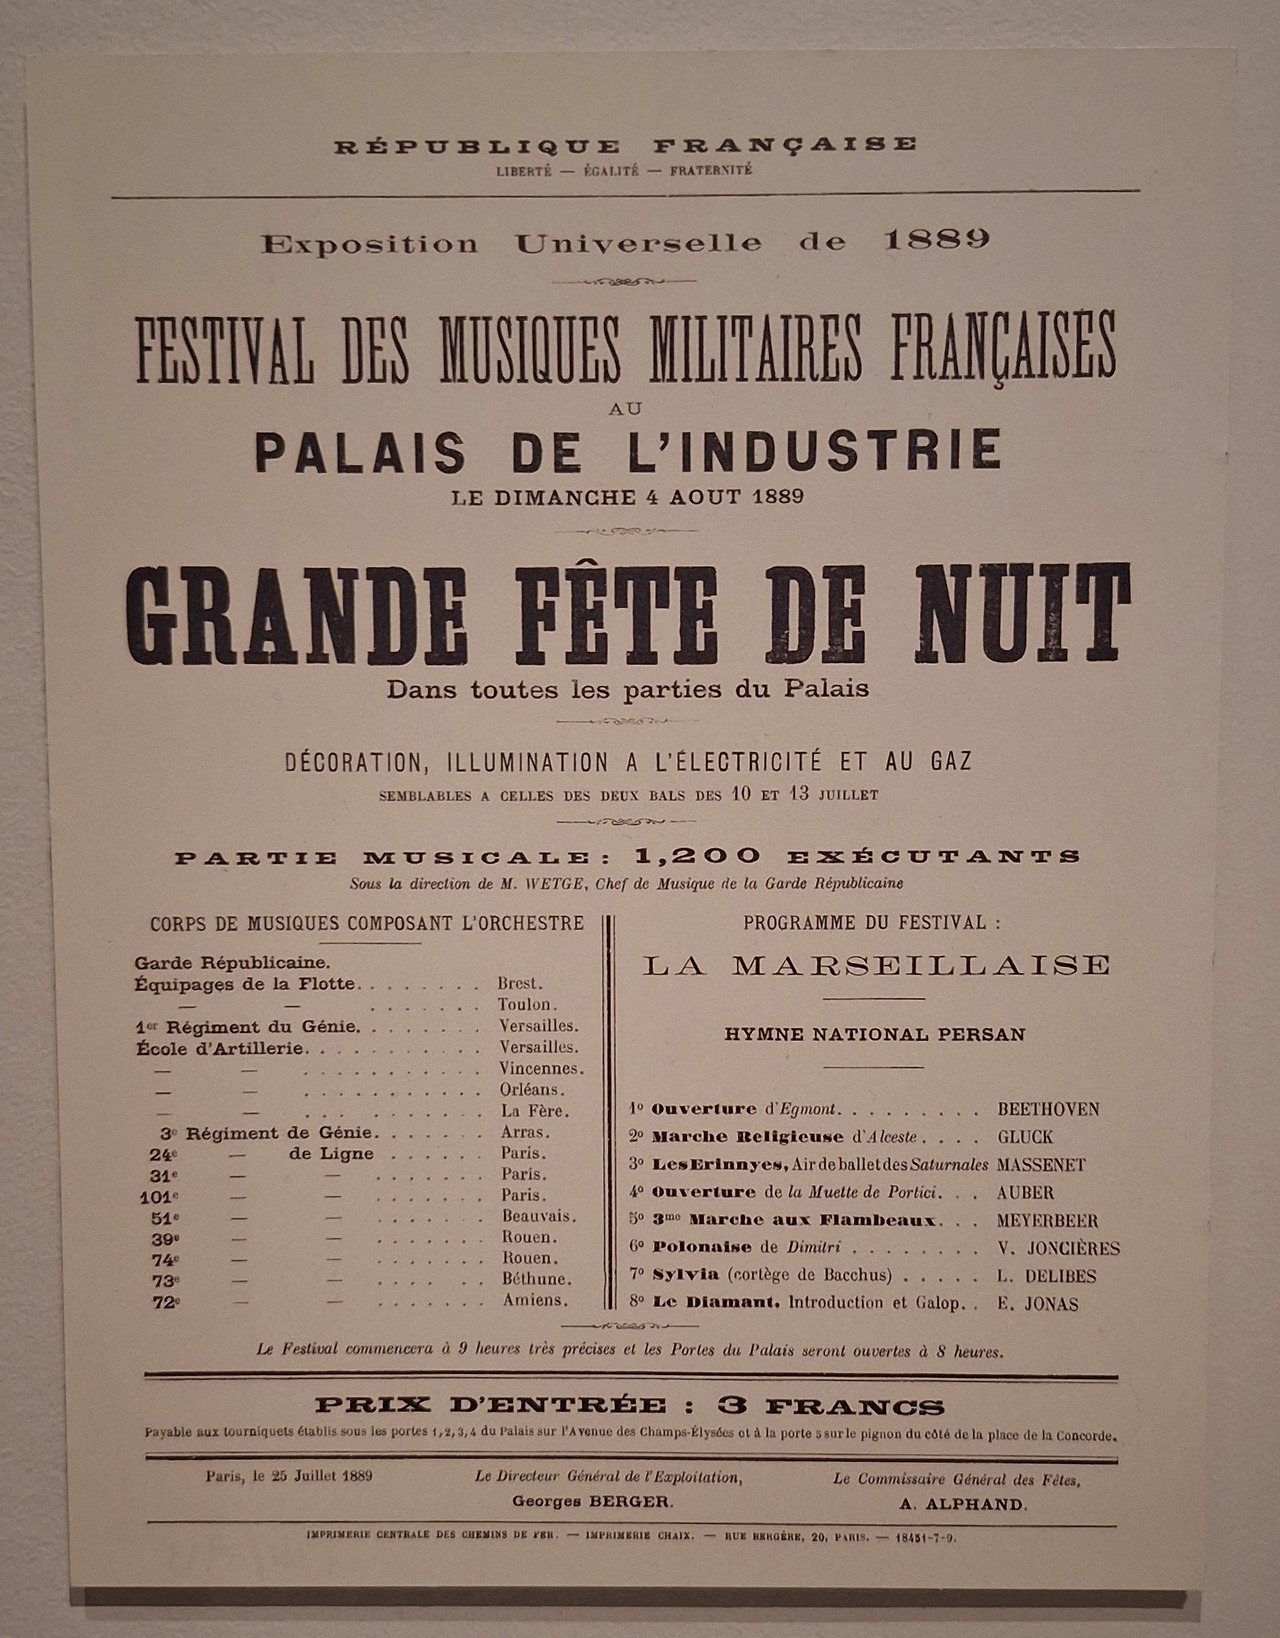 RÉPUBLIQUE FRANÇAISE
LIBERTÉ — ÉGALITÉ — FRATERNITÉ
Exposition Universelle de 1889
FESTIVAL DES MUSIQUES MILITAIRES FRANÇAISES
AU
PALAIS DE L'INDUSTRIE
LE DIMANCHE 4 AOUT 1889
GRANDE FÊTE DE NUIT
Dans toutes les parties du Palais
DÉCORATION, ILLUMINATION A L'ÉLECTRICITÉ ET AU GAZ
SEMBLABLES A CELLES DES DEUX BALS DES 10 ET 13 JUILLET
PARTIE MUSICALE : 1,200 EXÉCUTANTS
Sous la direction de M. WETGE, Chef de Musique de la Garde Républicaine
CORPS DE MUSIQUES COMPOSANT L'ORCHESTRE
Garde Républicaine.
Équipages de la Flotte. . . . . . . . Brest.
— — . . . . . . . Toulon.
1er Régiment du Génie. . . . . . . . Versailles.
École d'Artillerie. . . . . . . . . . . Versailles.
— — . . . . . . . . . . . Vincennes.
— — . . . . . . . . . . . Orléans.
— — . . . . . . . . . . La Fère.
3e Régiment de Génie. . . . . . . Arras.
24e — de Ligne . . . . . . Paris.
31e — — . . . . . . . Paris.
101e — — . . . . . . . Paris.
51e — — . . . . . . . Beauvais.
39e — — . . . . . . . Rouen.
74e — — . . . . . . . Rouen.
73e — — . . . . . . Béthune.
72e — — . . . . . . . Amiens.
PROGRAMME DU FESTIVAL :
LA MARSEILLAISE
HYMNE NATIONAL PERSAN
1o Ouverture d'Egmont. . . . . . . . . BEETHOVEN
2o Marche Religieuse d'Alceste . . . . GLUCK
3o Les Erinnyes, Air de ballet des Saturnales MASSENET
4o Ouverture de la Muette de Portici. . . AUBER
5o 3me Marche aux Flambeaux. . . MEYERBEER
6o Polonaise de Dimitri . . . . . . . . V. JONCIÈRES
7o Sylvia (cortège de Bacchus) . . . . . L. DELIBES
8o Le Diamant. Introduction et Galop. . E. JONAS
Le Festival commencera à 9 heures très précises et les Portes du Palais seront ouvertes à 8 heures.
PRIX D'ENTRÉE : 3 FRANCS
Payable aux tourniquets établis sous les portes 1, 2, 3, 4 du Palais sur l'Avenue des Champs-Élysées et à la porte 5 sur le pignon du côté de la place de la Concorde.
Paris, le 25 Juillet 1889
Le Directeur Général de l'Exploitation,
Georges BERGER.
Le Commissaire Général des Fêtes,
A. ALPHAND.
IMPRIMERIE CENTRALE DES CHEMINS DE FER. — IMPRIMERIE CHAIX. — RUE BERGÈRE, 20, PARIS. — 18451-7-9.